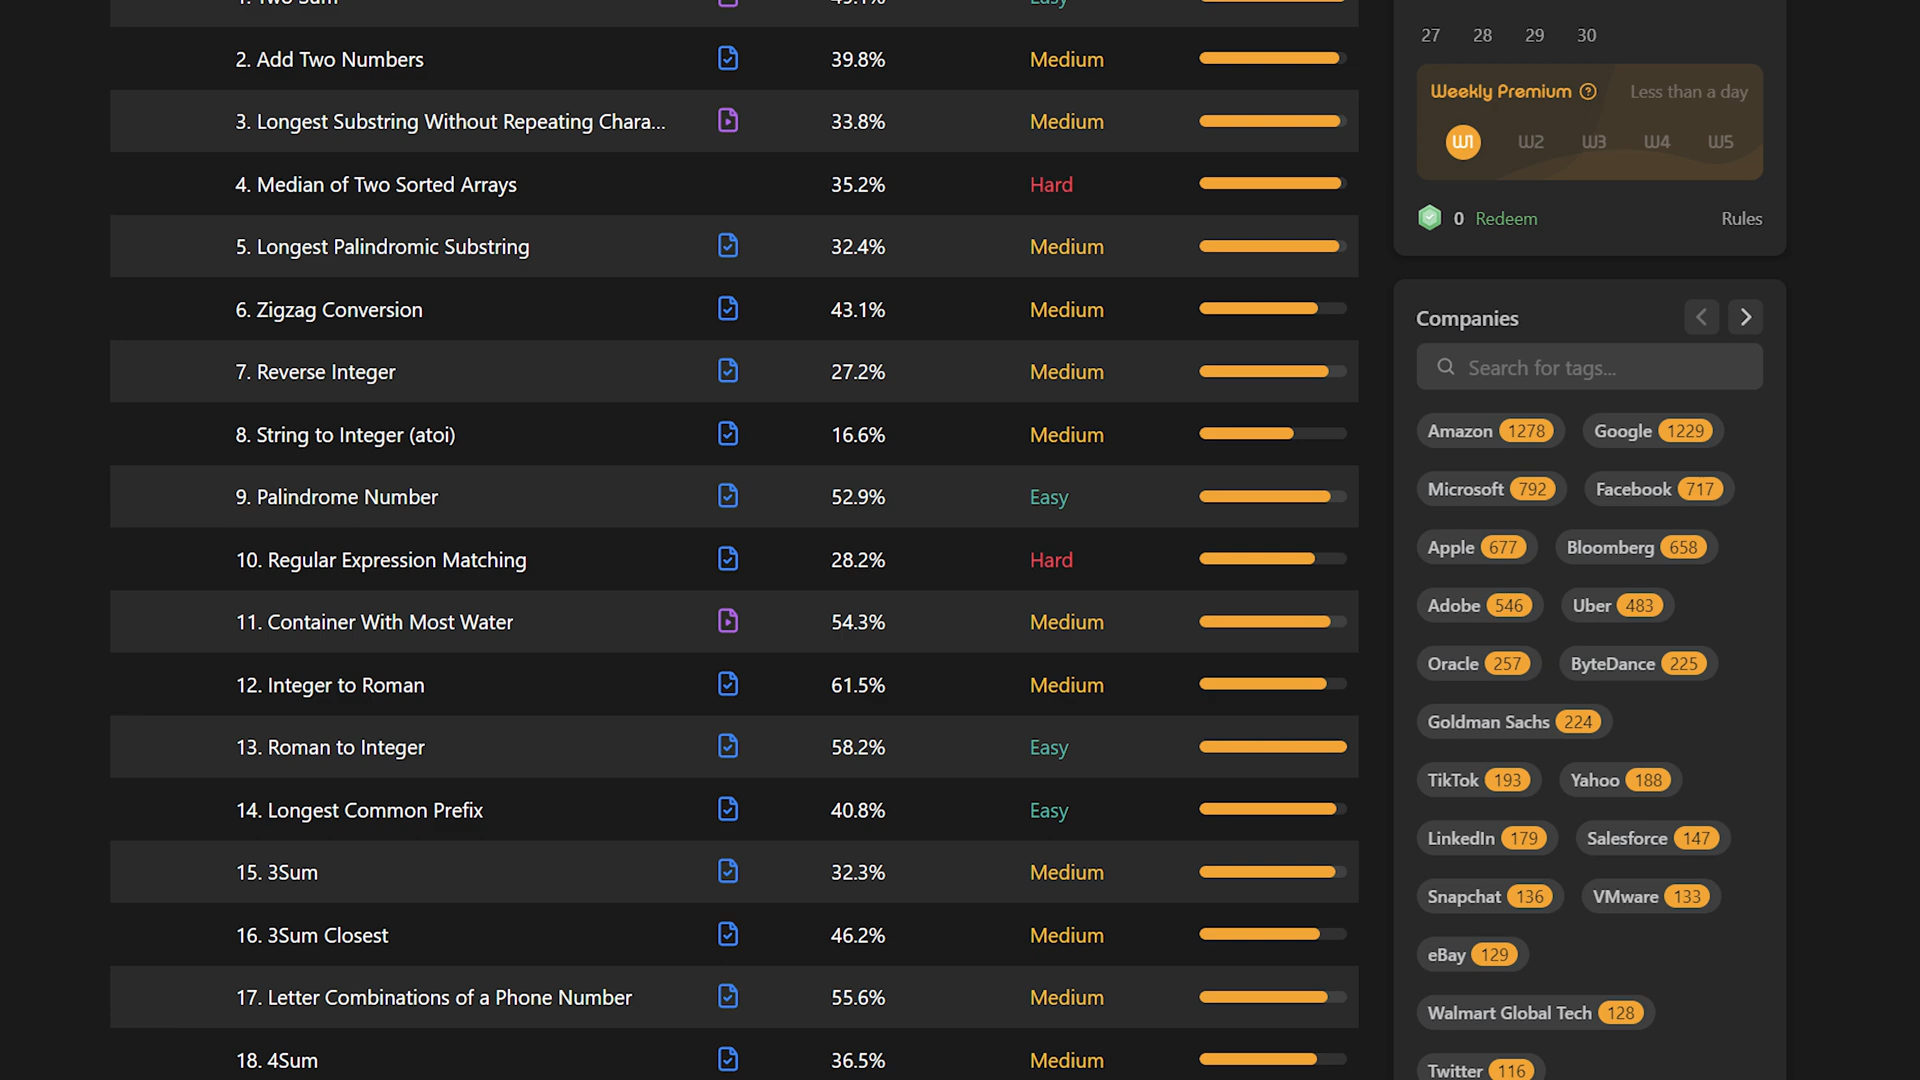 1. Two Sum 49.1% Easy
2. Add Two Numbers 39.8% Medium
3. Longest Substring Without Repeating Chara... 33.8% Medium
4. Median of Two Sorted Arrays 35.2% Hard
5. Longest Palindromic Substring 32.4% Medium
6. Zigzag Conversion 43.1% Medium
7. Reverse Integer 27.2% Medium
8. String to Integer (atoi) 16.6% Medium
9. Palindrome Number 52.9% Easy
10. Regular Expression Matching 28.2% Hard
11. Container With Most Water 54.3% Medium
12. Integer to Roman 61.5% Medium
13. Roman to Integer 58.2% Easy
14. Longest Common Prefix 40.8% Easy
15. 3Sum 32.3% Medium
16. 3Sum Closest 46.2% Medium
17. Letter Combinations of a Phone Number 55.6% Medium
18. 4Sum 36.5% Medium
27 28 29 30
Weekly Premium ? Less than a day
W1 W2 W3 W4 W5
0 Redeem Rules
Companies
Search for tags...
Amazon 1278 Google 1229
Microsoft 792 Facebook 717
Apple 677 Bloomberg 658
Adobe 546 Uber 483
Oracle 257 ByteDance 225
Goldman Sachs 224
TikTok 193 Yahoo 188
LinkedIn 179 Salesforce 147
Snapchat 136 VMware 133
eBay 129
Walmart Global Tech 128
Twitter 116